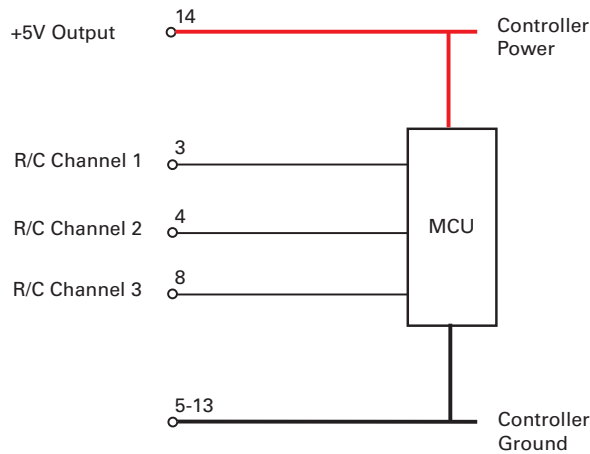 14
+5V Output
Controller
Power
3
R/C Channel 1
4
R/C Channel 2
MCU
8
R/C Channel 3
5-13
Controller
Ground